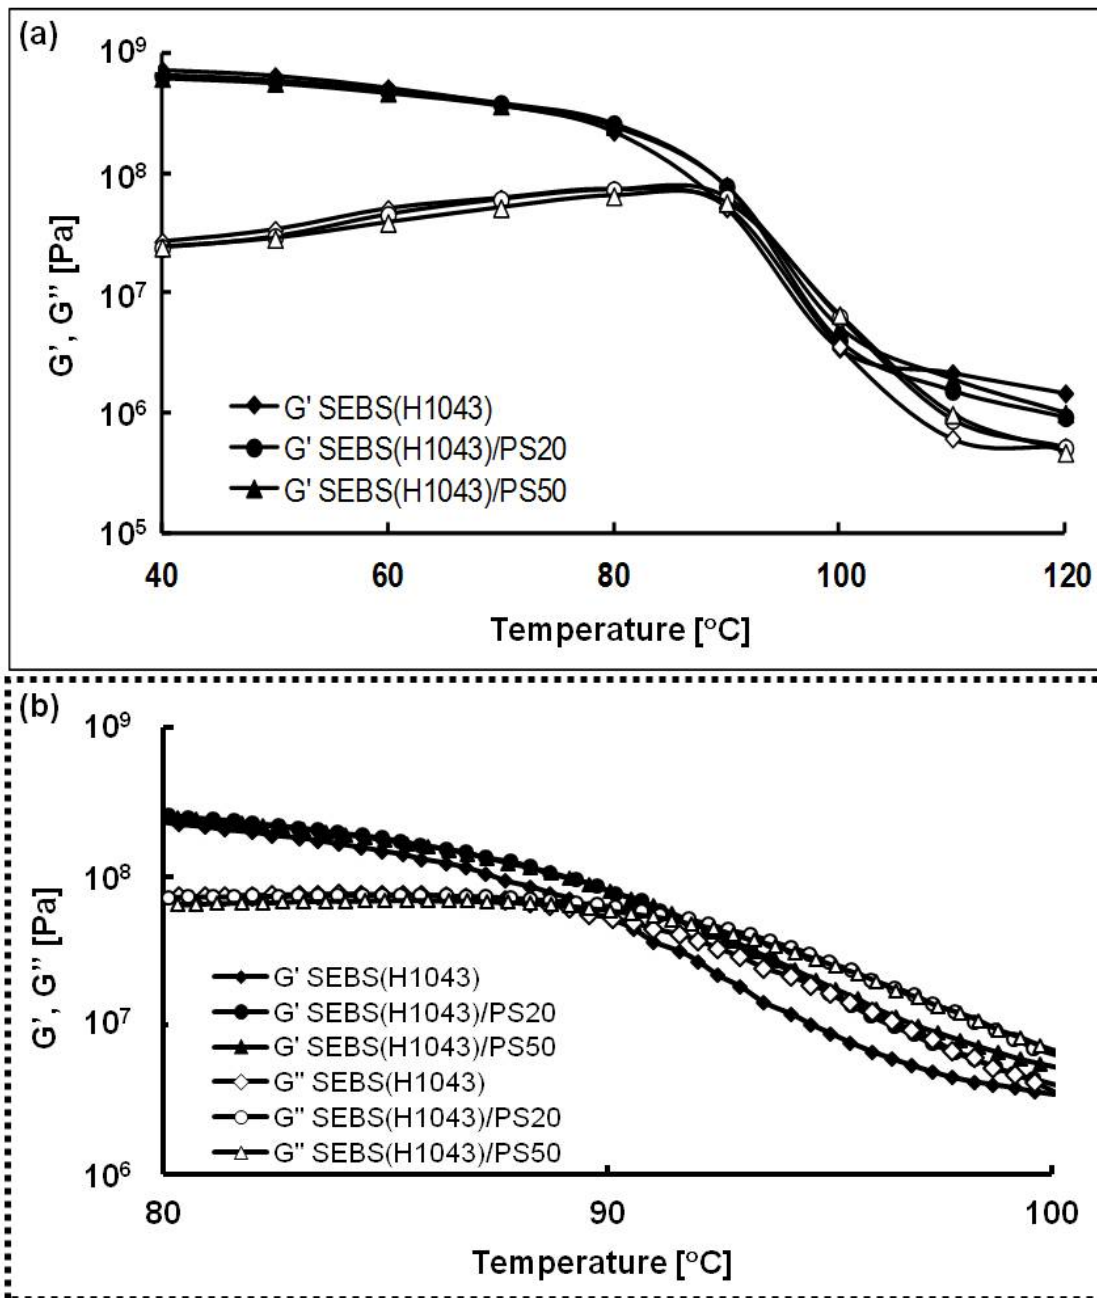 (a)
10⁹
10⁸
10⁷
10⁶
10⁵
G’, G” [Pa]
G' SEBS(H1043)
G' SEBS(H1043)/PS20
G' SEBS(H1043)/PS50
40 60 80 100 120
Temperature [°C]
(b)
10⁹
10⁸
10⁷
10⁶
G’, G” [Pa]
G' SEBS(H1043)
G' SEBS(H1043)/PS20
G' SEBS(H1043)/PS50
G" SEBS(H1043)
G" SEBS(H1043)/PS20
G" SEBS(H1043)/PS50
80 90 100
Temperature [°C]